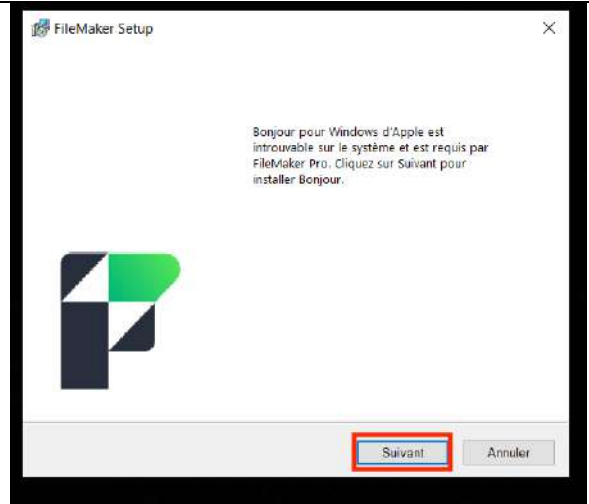 FileMaker Setup
Bonjour pour Windows d'Apple est
introuvable sur le système et est requis par
FileMaker Pro. Cliquez sur Suivant pour
installer Bonjour.
Suivant Annuler